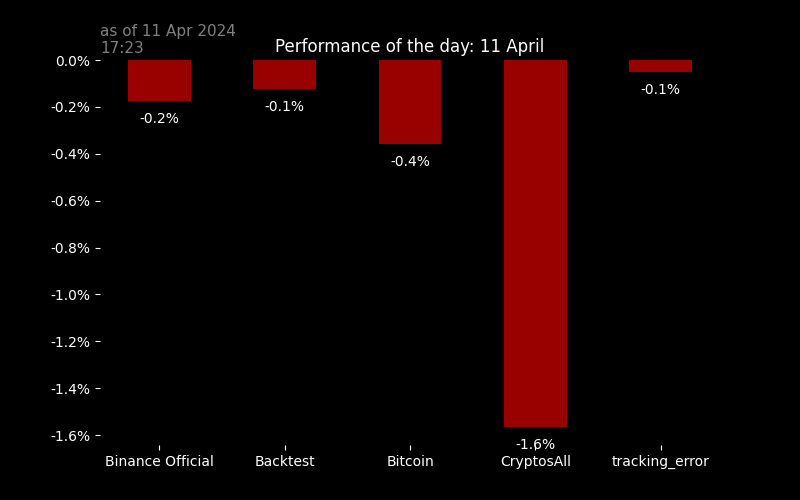 as of 11 Apr 2024
17:23
Performance of the day: 11 April
0.0%
-0.2%
-0.4%
-0.6%
-0.8%
-1.0%
-1.2%
-1.4%
-1.6%
-0.2%
-0.1%
-0.4%
-1.6%
-0.1%
Binance Official
Backtest
Bitcoin
CryptosAll
tracking_error